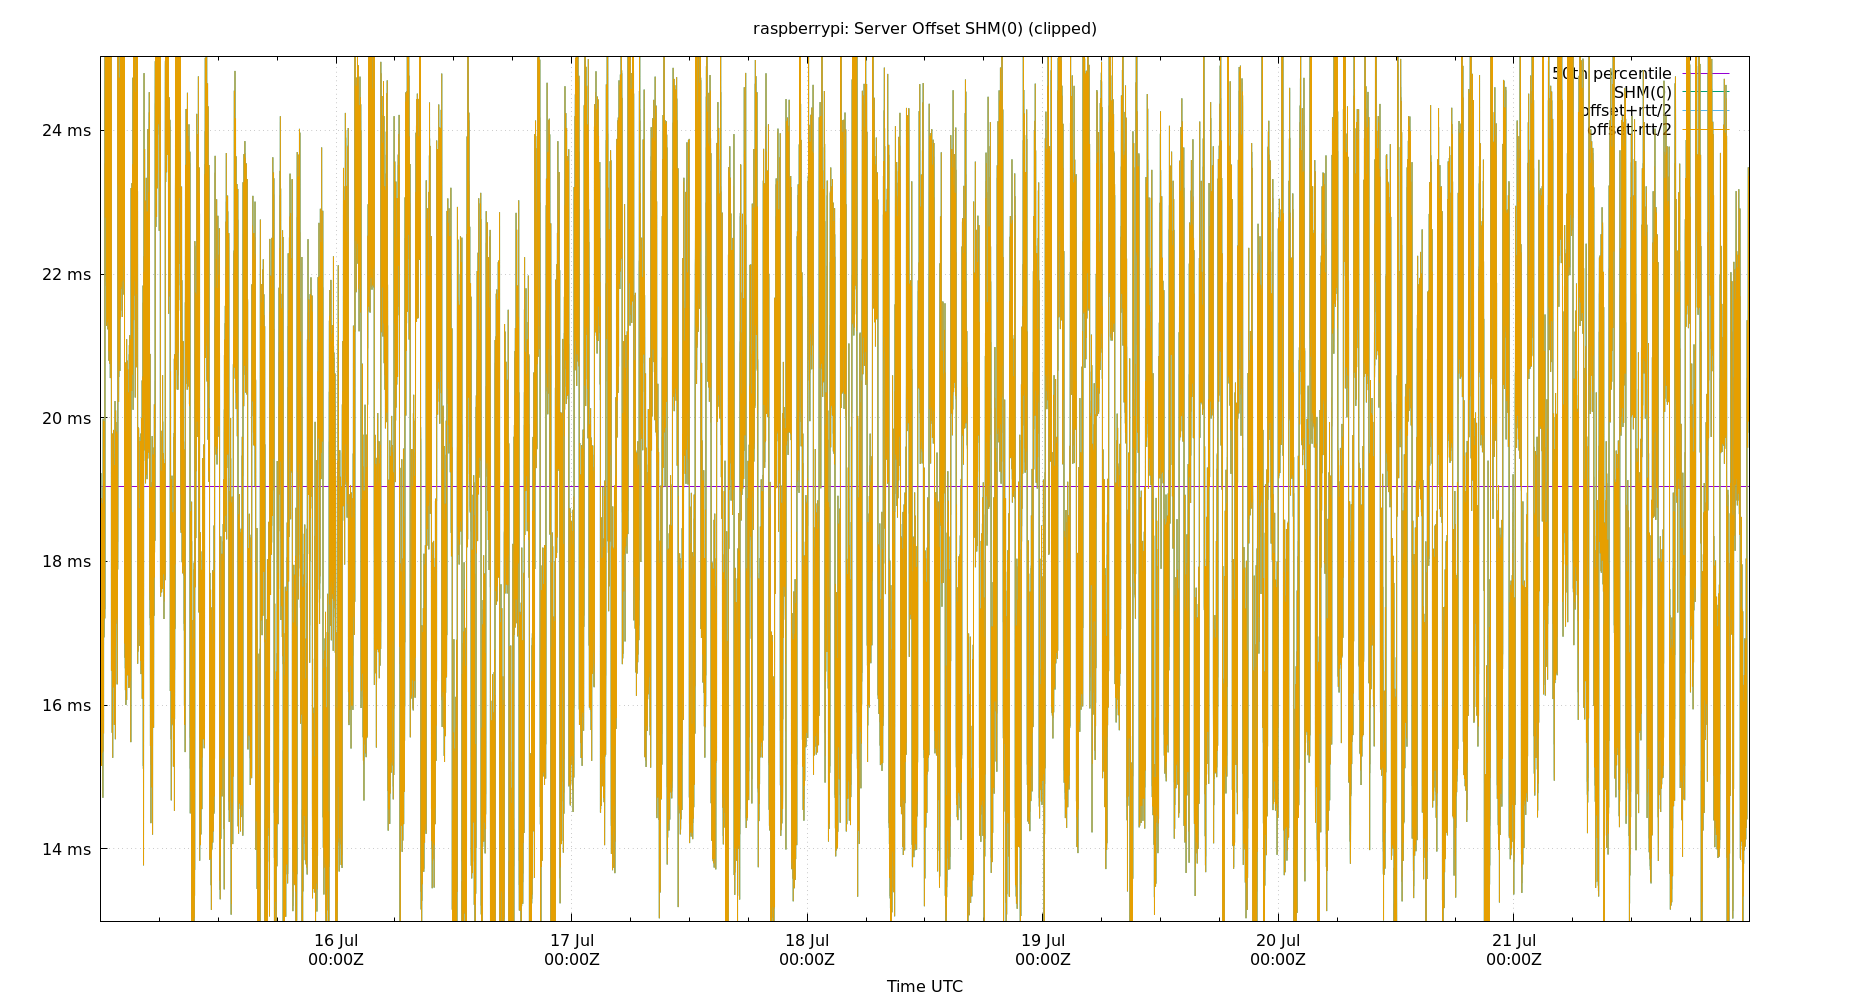 raspberrypi: Server Offset SHM(0) (clipped)
50th percentile
SHM(0)
offset+rtt/2
offset-rtt/2
24 ms
22 ms
20 ms
18 ms
16 ms
14 ms
16 Jul 17 Jul 18 Jul 19 Jul 20 Jul 21 Jul
00:00Z 00:00Z 00:00Z 00:00Z 00:00Z 00:00Z
Time UTC